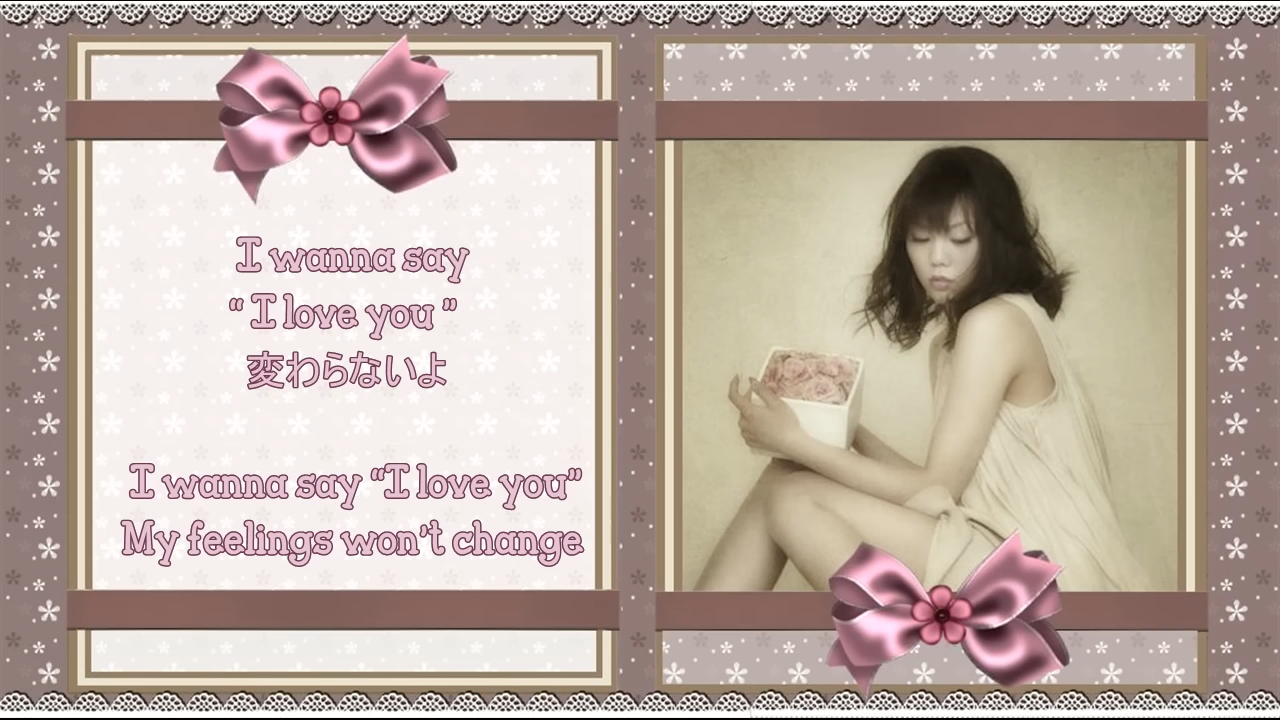 I wanna say
“ I love you ”
変わらないよ
I wanna say “I love you”
My feelings won't change